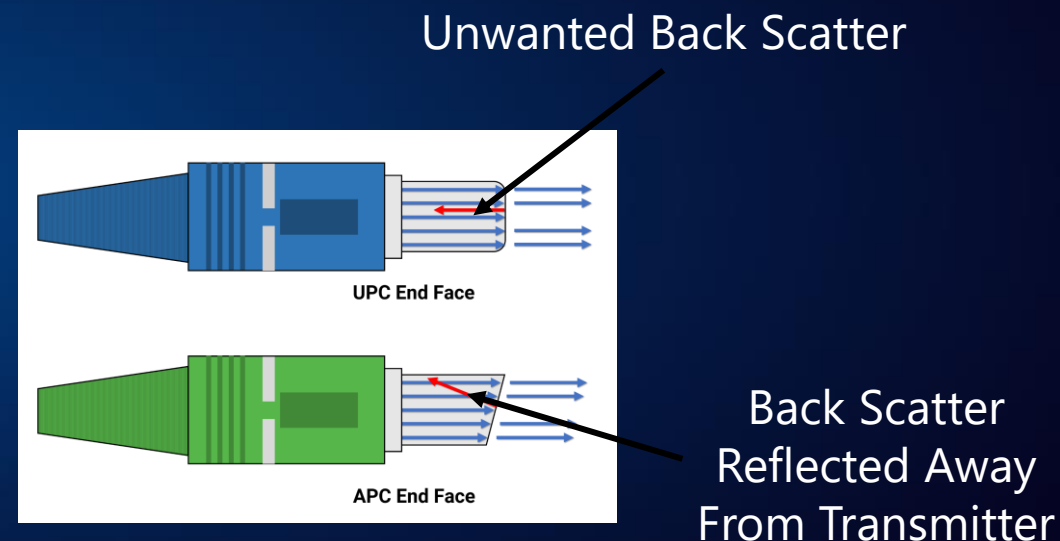 Unwanted Back Scatter
UPC End Face
APC End Face
Back Scatter
Reflected Away
From Transmitter